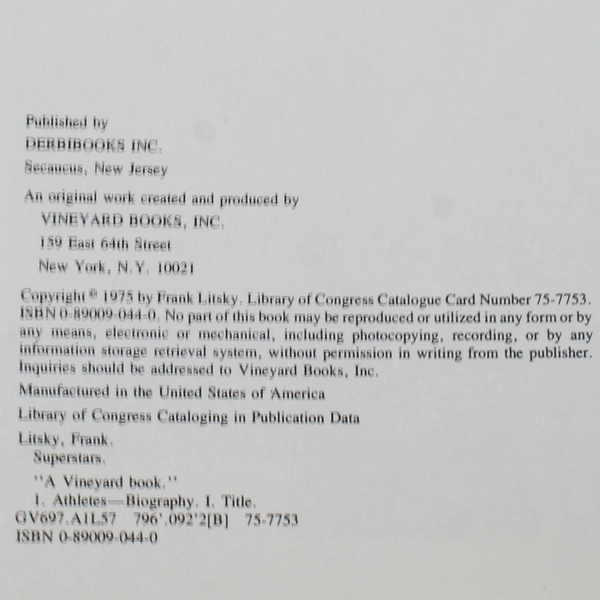 Published by
DERBIBOOKS INC.
Secaucus, New Jersey
An original work created and produced by
VINEYARD BOOKS, INC.
159 East 64th Street
New York, N.Y. 10021
Copyright © 1975 by Frank Litsky. Library of Congress Catalogue Card Number 75-7753.
ISBN 0-89009-044-0. No part of this book may be reproduced or utilized in any form or by
any means, electronic or mechanical, including photocopying, recording, or by any
information storage retrieval system, without permission in writing from the publisher.
Inquiries should be addressed to Vineyard Books, Inc.
Manufactured in the United States of America
Library of Congress Cataloging in Publication Data
Litsky, Frank.
Superstars.
"A Vineyard book."
1. Athletes—Biography. I. Title.
GV697.A1L57 796'.092'2[B] 75-7753
ISBN 0-89009-044-0